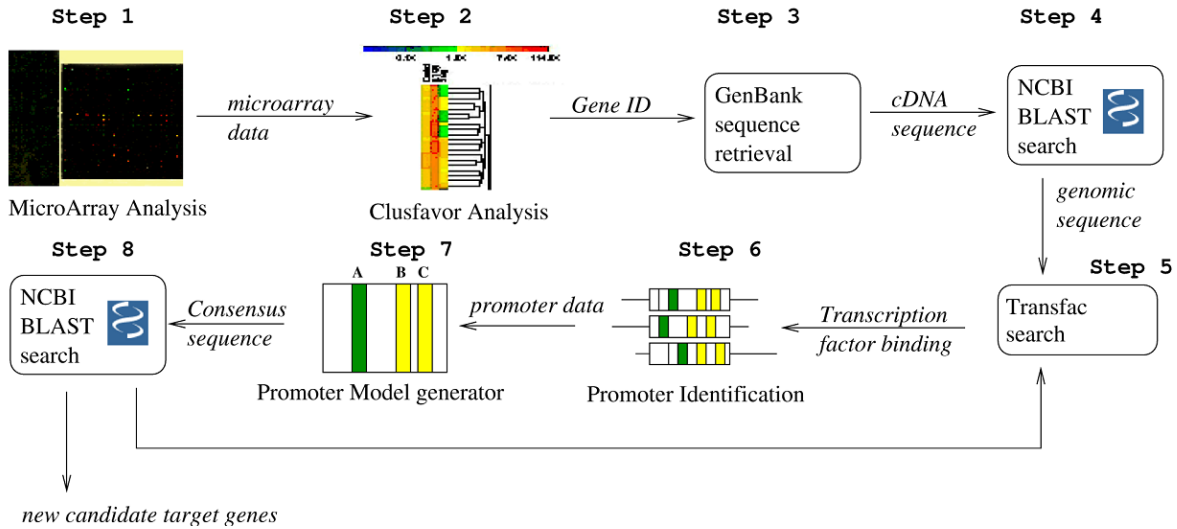 Step 1
Step 2
Step 3
Step 4
MicroArray Analysis
microarray
data
Clusfavor Analysis
Gene ID
GenBank
sequence
retrieval
cDNA
sequence
NCBI
BLAST
search
genomic
sequence
Step 8
Step 7
Step 6
Step 5
NCBI
BLAST
search
Consensus
sequence
A B C
Promoter Model generator
promoter data
Promoter Identification
Transcription
factor binding
Transfac
search
new candidate target genes